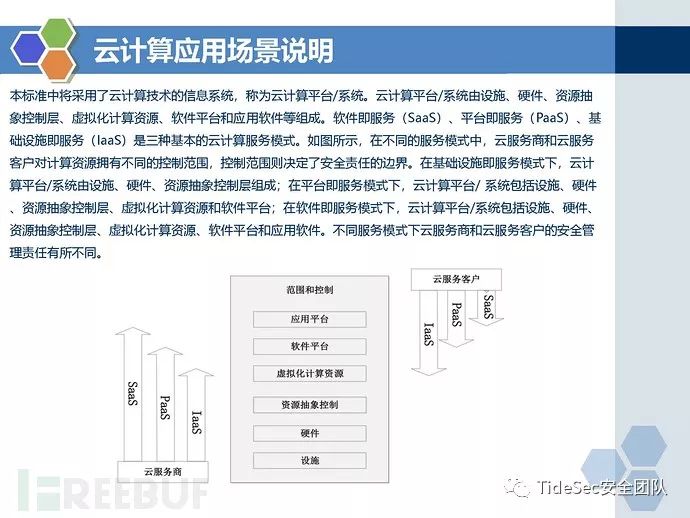 云计算应用场景说明
本标准中将采用了云计算技术的信息系统，称为云计算平台/系统。云计算平台/系统由设施、硬件、资源抽
象控制层、虚拟化计算资源、软件平台和应用软件等组成。软件即服务（SaaS）、平台即服务（PaaS）、基
础设施即服务（IaaS）是三种基本的云计算服务模式。如图所示，在不同的服务模式中，云服务商和云服务
客户对计算资源拥有不同的控制范围，控制范围则决定了安全责任的边界。在基础设施即服务模式下，云计
算平台/系统由设施、硬件、资源抽象控制层组成；在平台即服务模式下，云计算平台/ 系统包括设施、硬件
、资源抽象控制层、虚拟化计算资源和软件平台；在软件即服务模式下，云计算平台/系统包括设施、硬件、
资源抽象控制层、虚拟化计算资源、软件平台和应用软件。不同服务模式下云服务商和云服务客户的安全管
理责任有所不同。
范围和控制
应用平台
软件平台
虚拟化计算资源
资源抽象控制
硬件
设施
云服务客户
IaaS
PaaS
SaaS
SaaS
PaaS
IaaS
云服务商
FREEBUF
TideSec安全团队